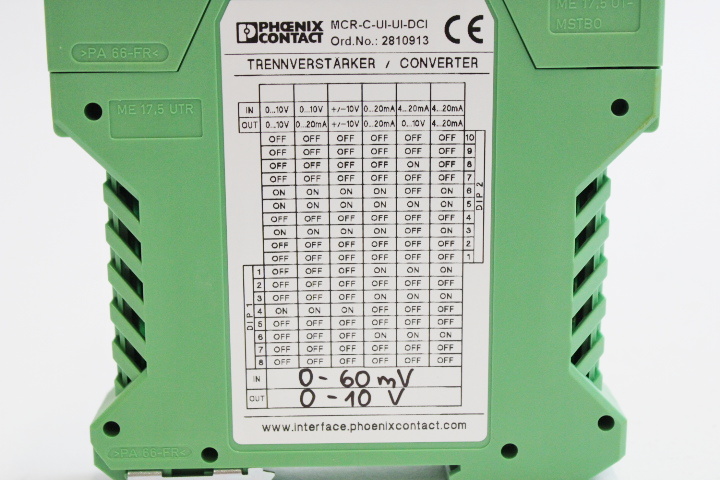 PHOENIX CONTACT
MCR-C-UI-UI-DCI
Ord.No.: 2810913
CE
>PA 66-FR<
ME 17,5 UT-
MSTBO
TRENNVERSTÄRKER / CONVERTER
ME 17,5 UTR
IN 0...10V 0...10V +/-10V 0...20mA 4...20mA 4...20mA
OUT 0...10V 0...20mA +/-10V 0...20mA 0...10V 4...20mA
OFF OFF OFF OFF OFF OFF 10
OFF OFF OFF OFF OFF OFF 9
OFF OFF OFF OFF ON OFF 8
OFF OFF OFF OFF OFF OFF 7
ON ON ON OFF OFF OFF 6
ON ON ON ON ON ON 5
OFF OFF OFF OFF OFF OFF 4
ON ON ON OFF ON OFF 3
OFF OFF OFF OFF OFF OFF 2
OFF OFF OFF OFF OFF OFF 1
DIP 2
1 OFF OFF OFF ON ON ON
2 OFF OFF OFF OFF OFF OFF
3 OFF OFF OFF ON ON ON
4 ON ON ON OFF OFF OFF
5 OFF OFF OFF OFF OFF OFF
6 OFF OFF OFF ON ON ON
7 OFF OFF OFF OFF OFF OFF
8 OFF OFF OFF OFF OFF OFF
DIP 1
IN 0-60mV
OUT 0-10 V
www.interface.phoenixcontact.com
>PA 66-FR<